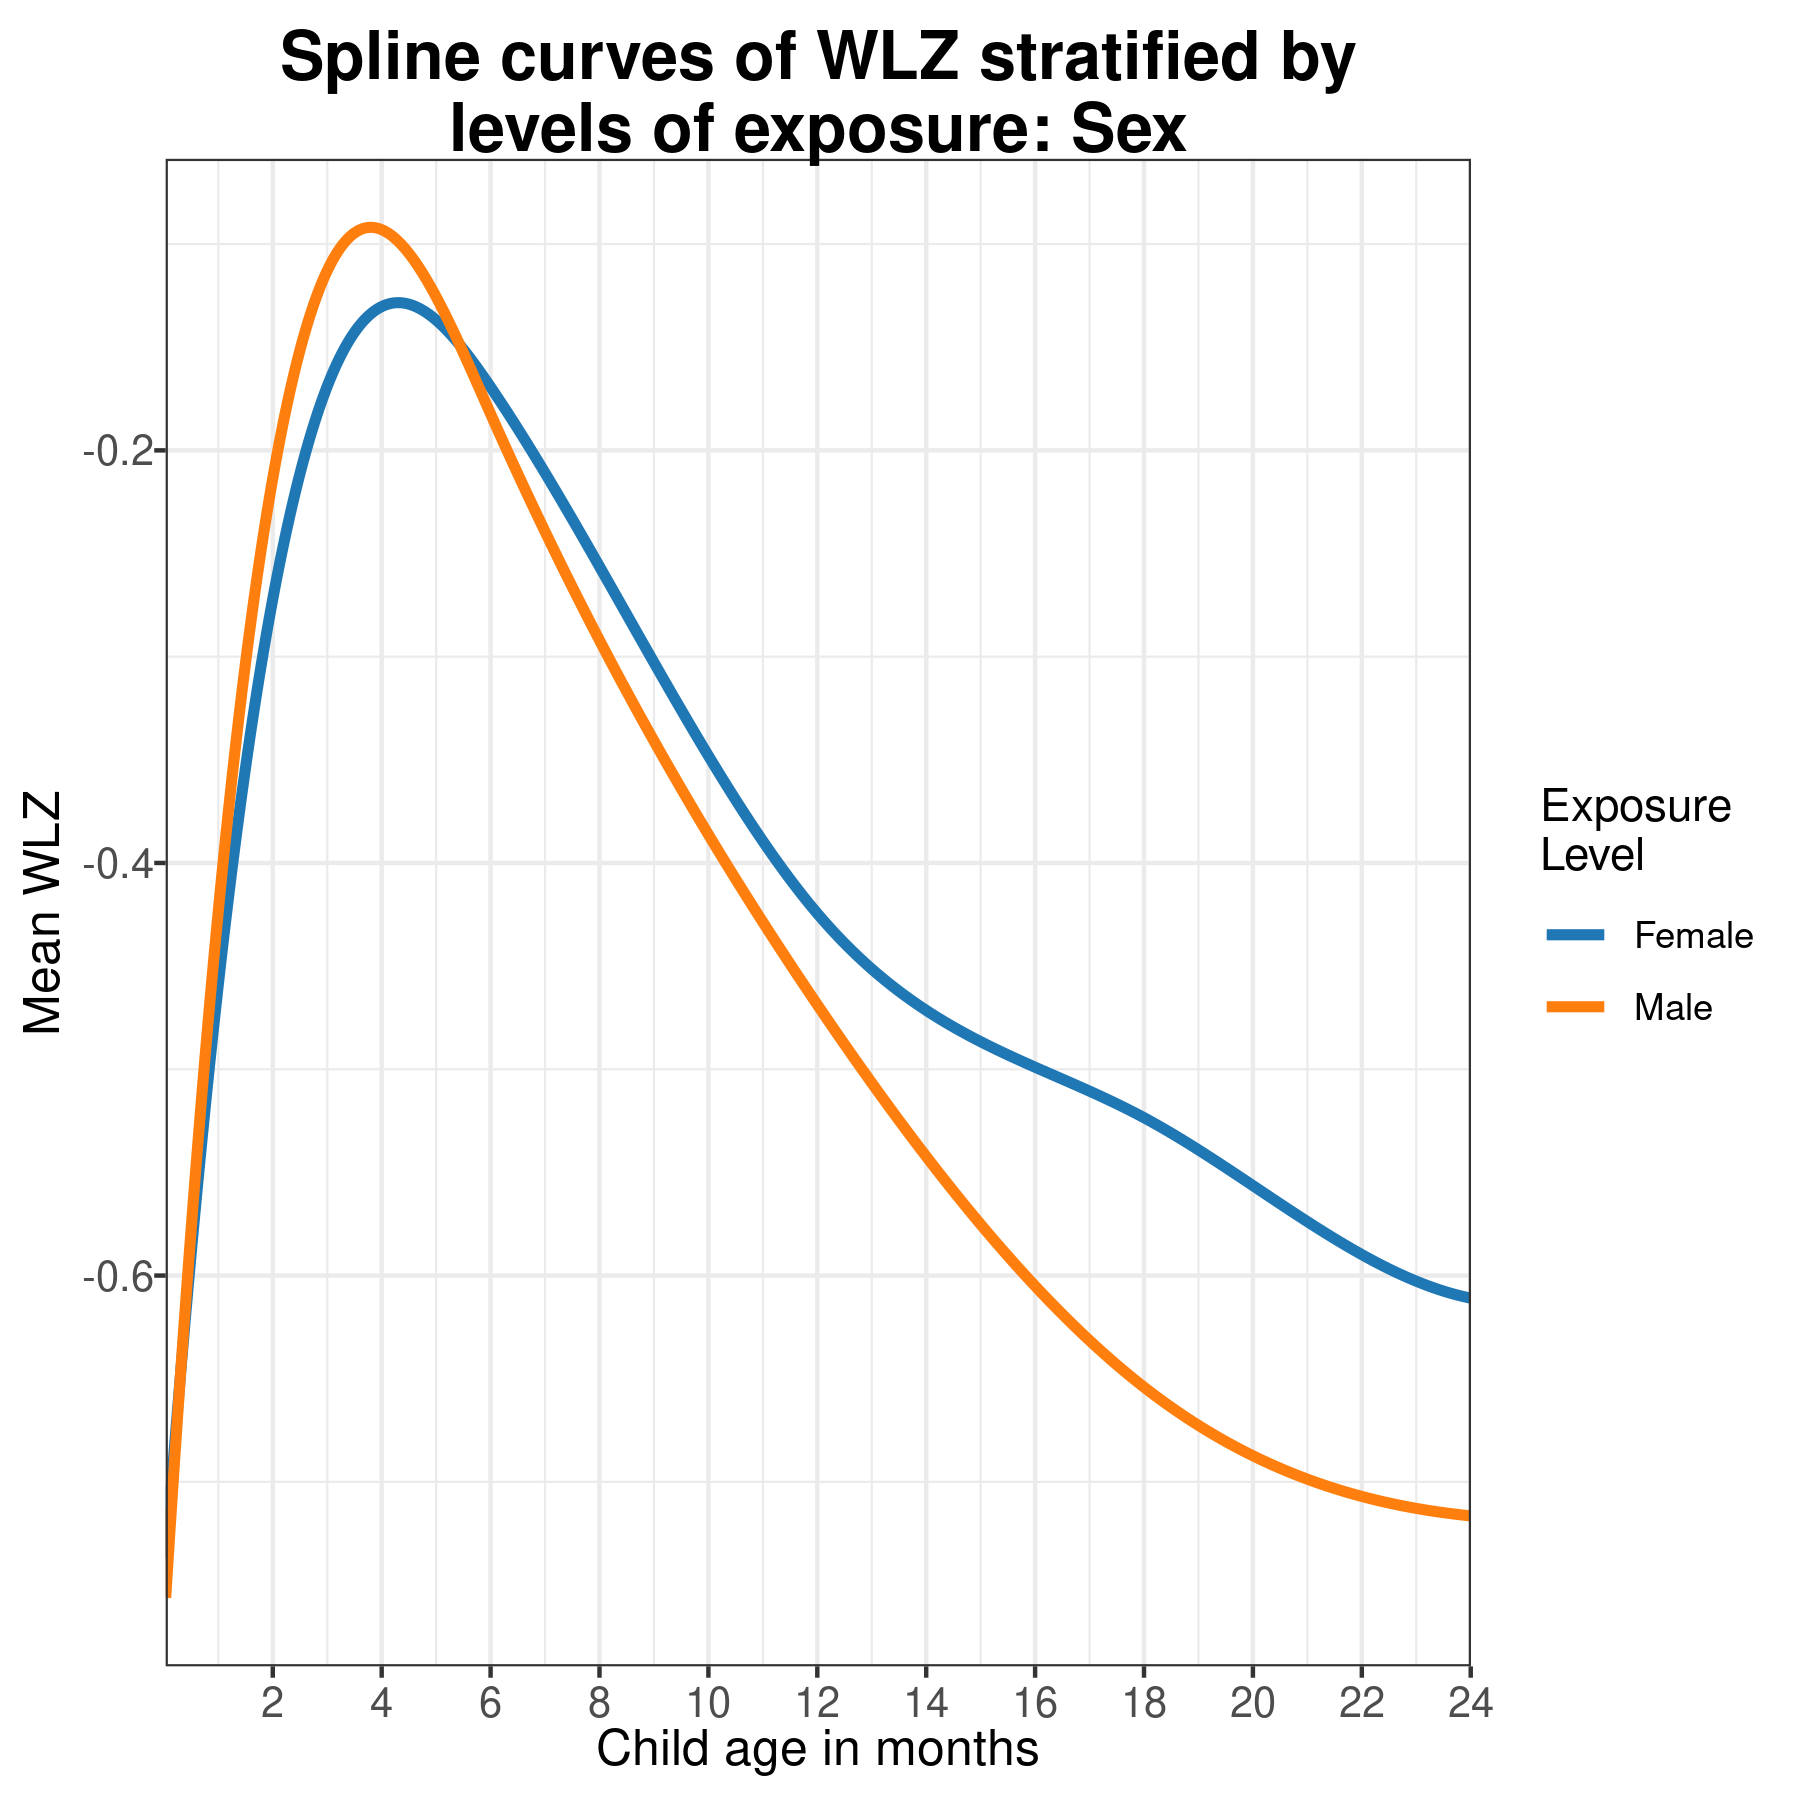 Spline curves of WLZ stratified by
levels of exposure: Sex
Mean WLZ
-0.2
-0.4
-0.6
2 4 6 8 10 12 14 16 18 20 22 24
Child age in months
Exposure
Level
Female
Male